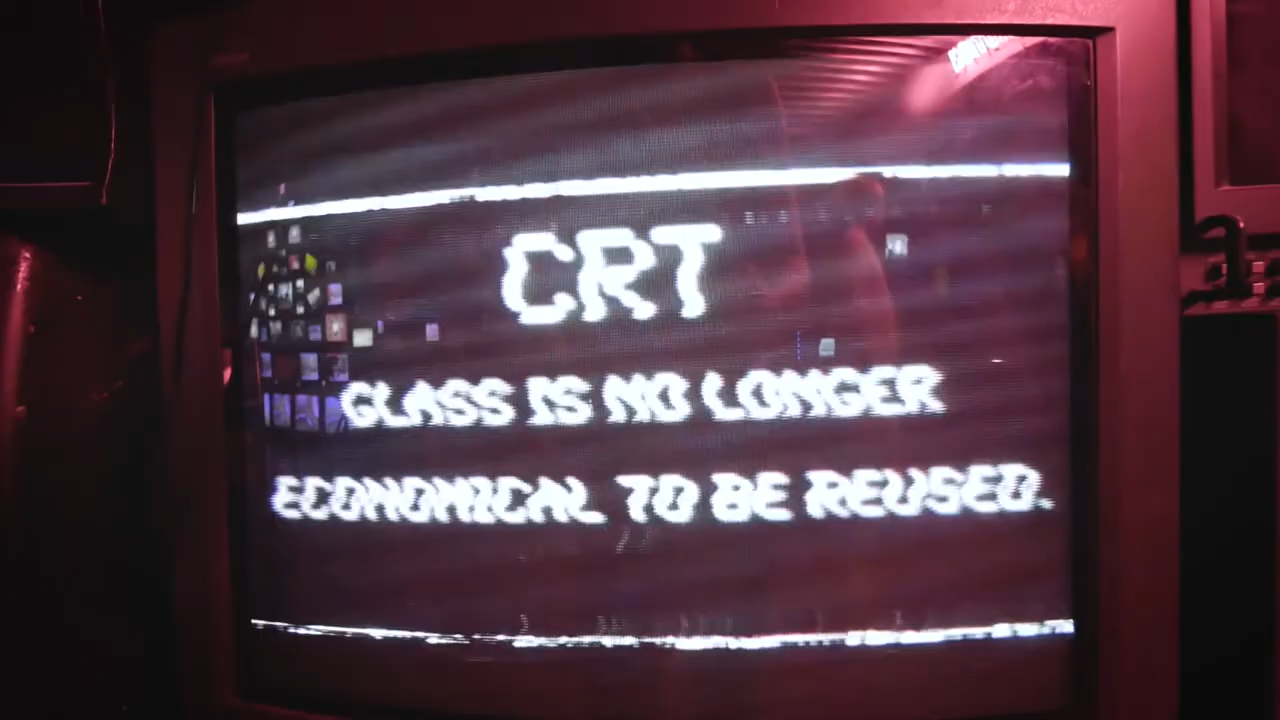 CRT
GLASS IS NO LONGER
ECONOMICAL TO BE REUSED.